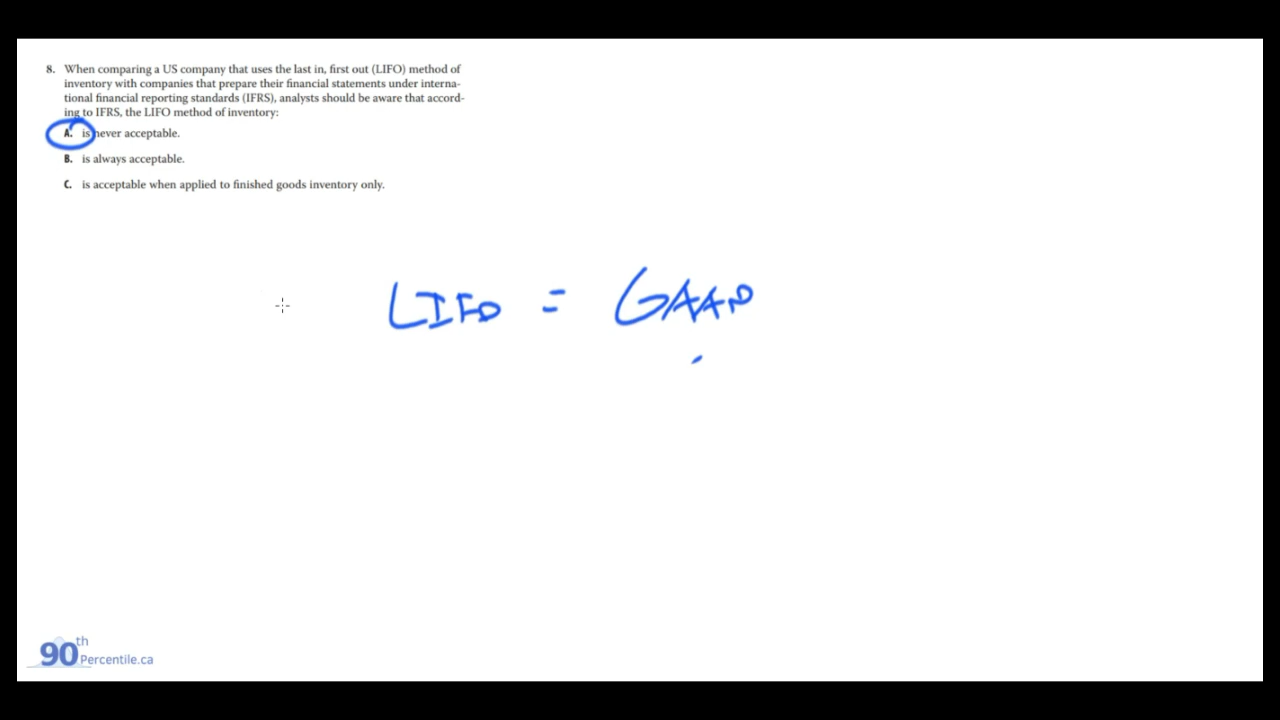 8. When comparing a US company that uses the last in, first out (LIFO) method of
inventory with companies that prepare their financial statements under interna-
tional financial reporting standards (IFRS), analysts should be aware that accord-
ing to IFRS, the LIFO method of inventory:
A. is never acceptable.
B. is always acceptable.
C. is acceptable when applied to finished goods inventory only.
LIFO = GAAP
90th
Percentile.ca